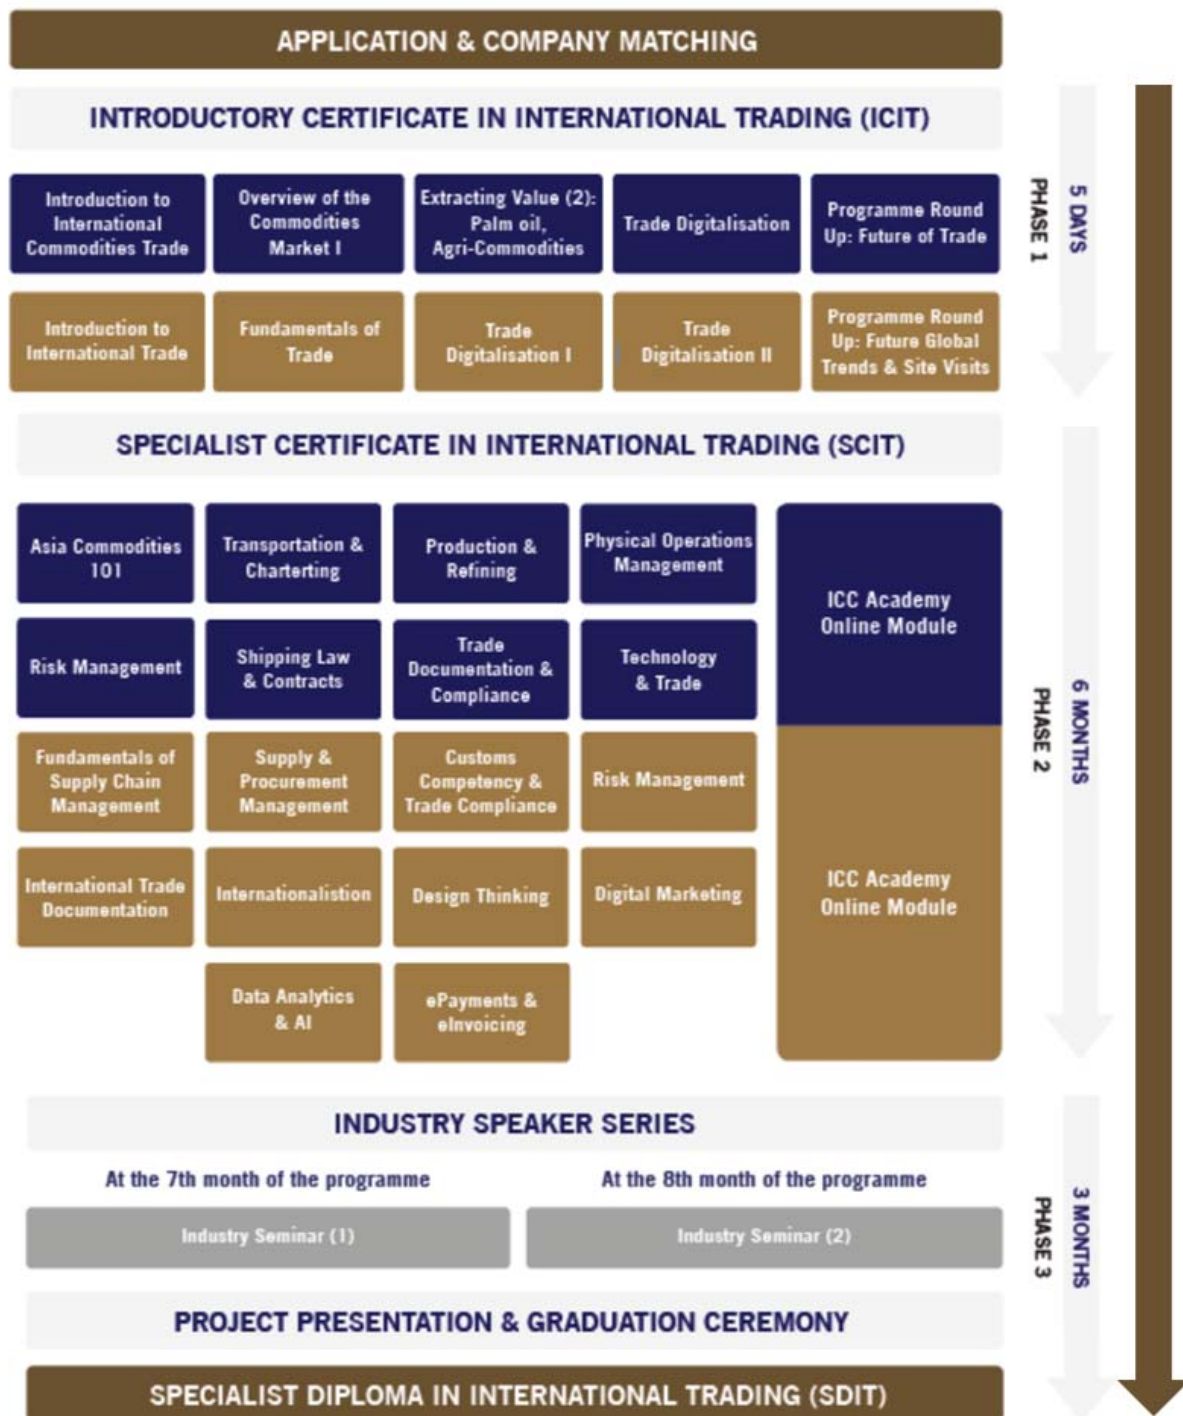 APPLICATION & COMPANY MATCHING
INTRODUCTORY CERTIFICATE IN INTERNATIONAL TRADING (ICIT)
Introduction to
International
Commodities Trade
Overview of the
Commodities
Market I
Extracting Value (2):
Palm oil,
Agri-Commodities
Trade Digitalisation
Programme Round
Up: Future of Trade
Introduction to
International Trade
Fundamentals of
Trade
Trade
Digitalisation I
Trade
Digitalisation II
Programme Round
Up: Future Global
Trends & Site Visits
5 DAYS
PHASE 1
SPECIALIST CERTIFICATE IN INTERNATIONAL TRADING (SCIT)
Asia Commodities
101
Transportation &
Charterting
Production &
Refining
Physical Operations
Management
ICC Academy
Online Module
Risk Management
Shipping Law
& Contracts
Trade
Documentation &
Compliance
Technology
& Trade
Fundamentals of
Supply Chain
Management
Supply &
Procurement
Management
Customs
Competency &
Trade Compliance
Risk Management
ICC Academy
Online Module
International Trade
Documentation
Internationalistion
Design Thinking
Digital Marketing
Data Analytics
& AI
ePayments &
eInvoicing
6 MONTHS
PHASE 2
INDUSTRY SPEAKER SERIES
At the 7th month of the programme
At the 8th month of the programme
Industry Seminar (1)
Industry Seminar (2)
3 MONTHS
PHASE 3
PROJECT PRESENTATION & GRADUATION CEREMONY
SPECIALIST DIPLOMA IN INTERNATIONAL TRADING (SDIT)